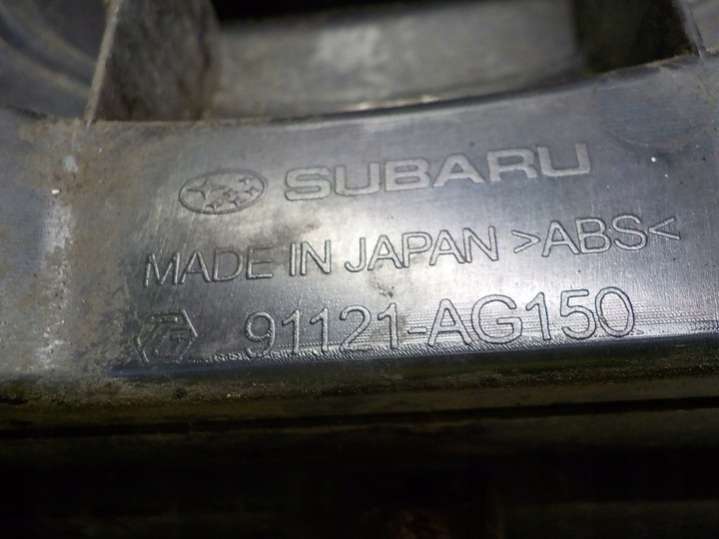 SUBARU
MADE IN JAPAN >ABS<
91121-AG150